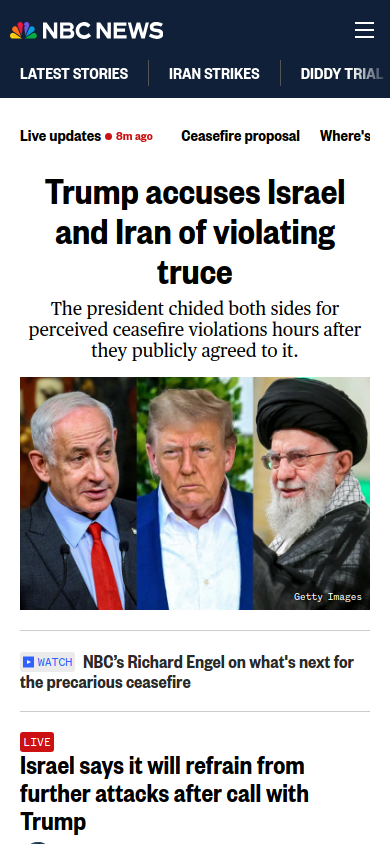 NBC NEWS
LATEST STORIES IRAN STRIKES DIDDY TRIAL
Live updates 8m ago Ceasefire proposal Where's
Trump accuses Israel
and Iran of violating
truce
The president chided both sides for
perceived ceasefire violations hours after
they publicly agreed to it.
Getty Images
WATCH NBC’s Richard Engel on what's next for
the precarious ceasefire
LIVE
Israel says it will refrain from
further attacks after call with
Trump